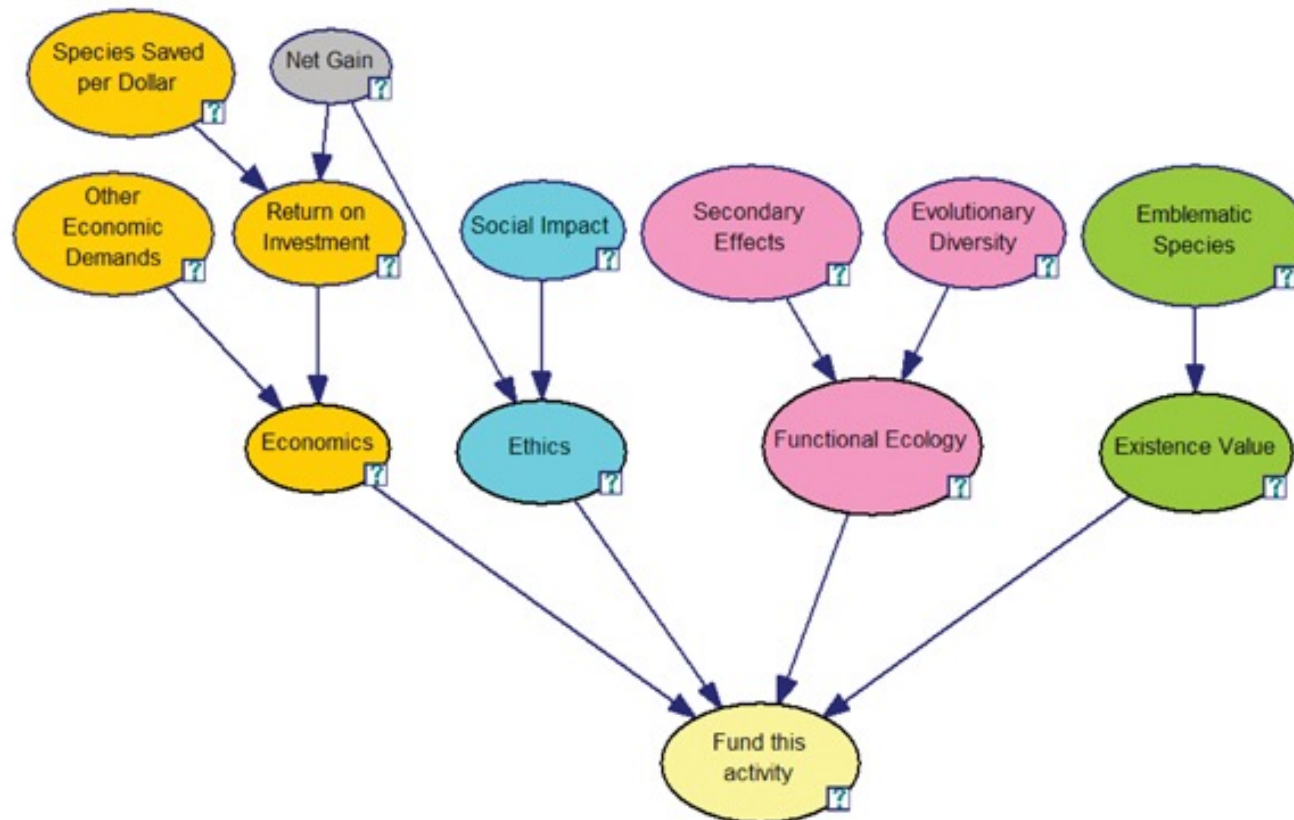 Species Saved
per Dollar
?
Net Gain
?
Other
Economic
Demands
?
Return on
Investment
?
Social Impact
?
Secondary
Effects
?
Evolutionary
Diversity
?
Emblematic
Species
?
Economics
?
Ethics
?
Functional Ecology
?
Existence Value
?
Fund this
activity
?